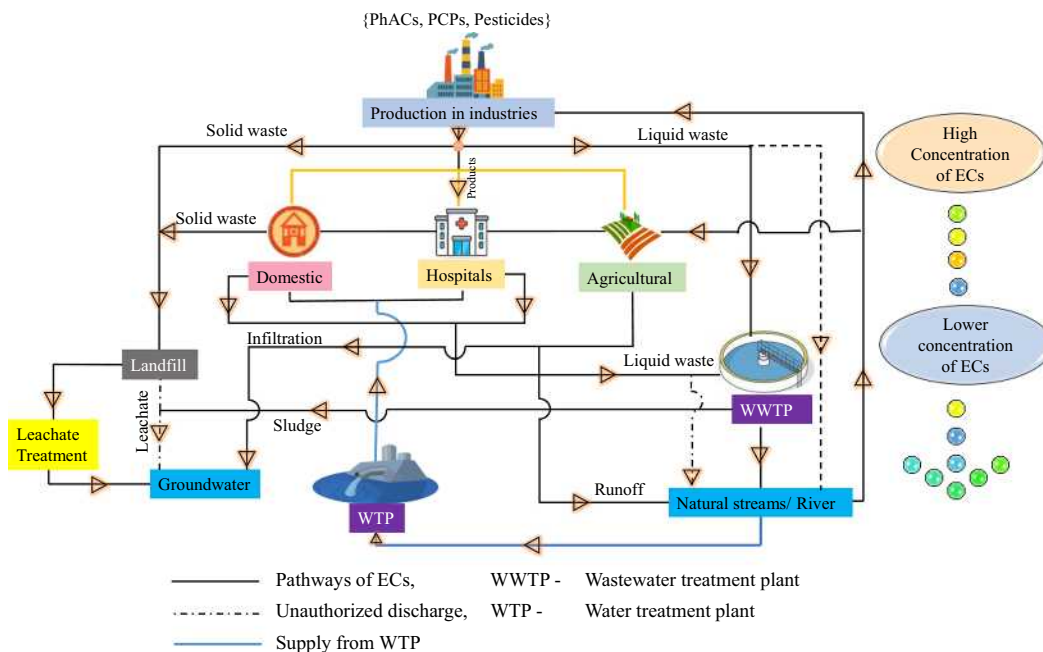 {PhACs, PCPs, Pesticides}
Production in industries
Solid waste
Liquid waste
Products
High
Concentration
of ECs
Solid waste
Domestic
Hospitals
Agricultural
Infiltration
Liquid waste
Lower
concentration
of ECs
Landfill
Leachate
Sludge
WWTP
Leachate
Treatment
Groundwater
WTP
Runoff
Natural streams/ River
Pathways of ECs,
WWTP - Wastewater treatment plant
Unauthorized discharge,
WTP - Water treatment plant
Supply from WTP